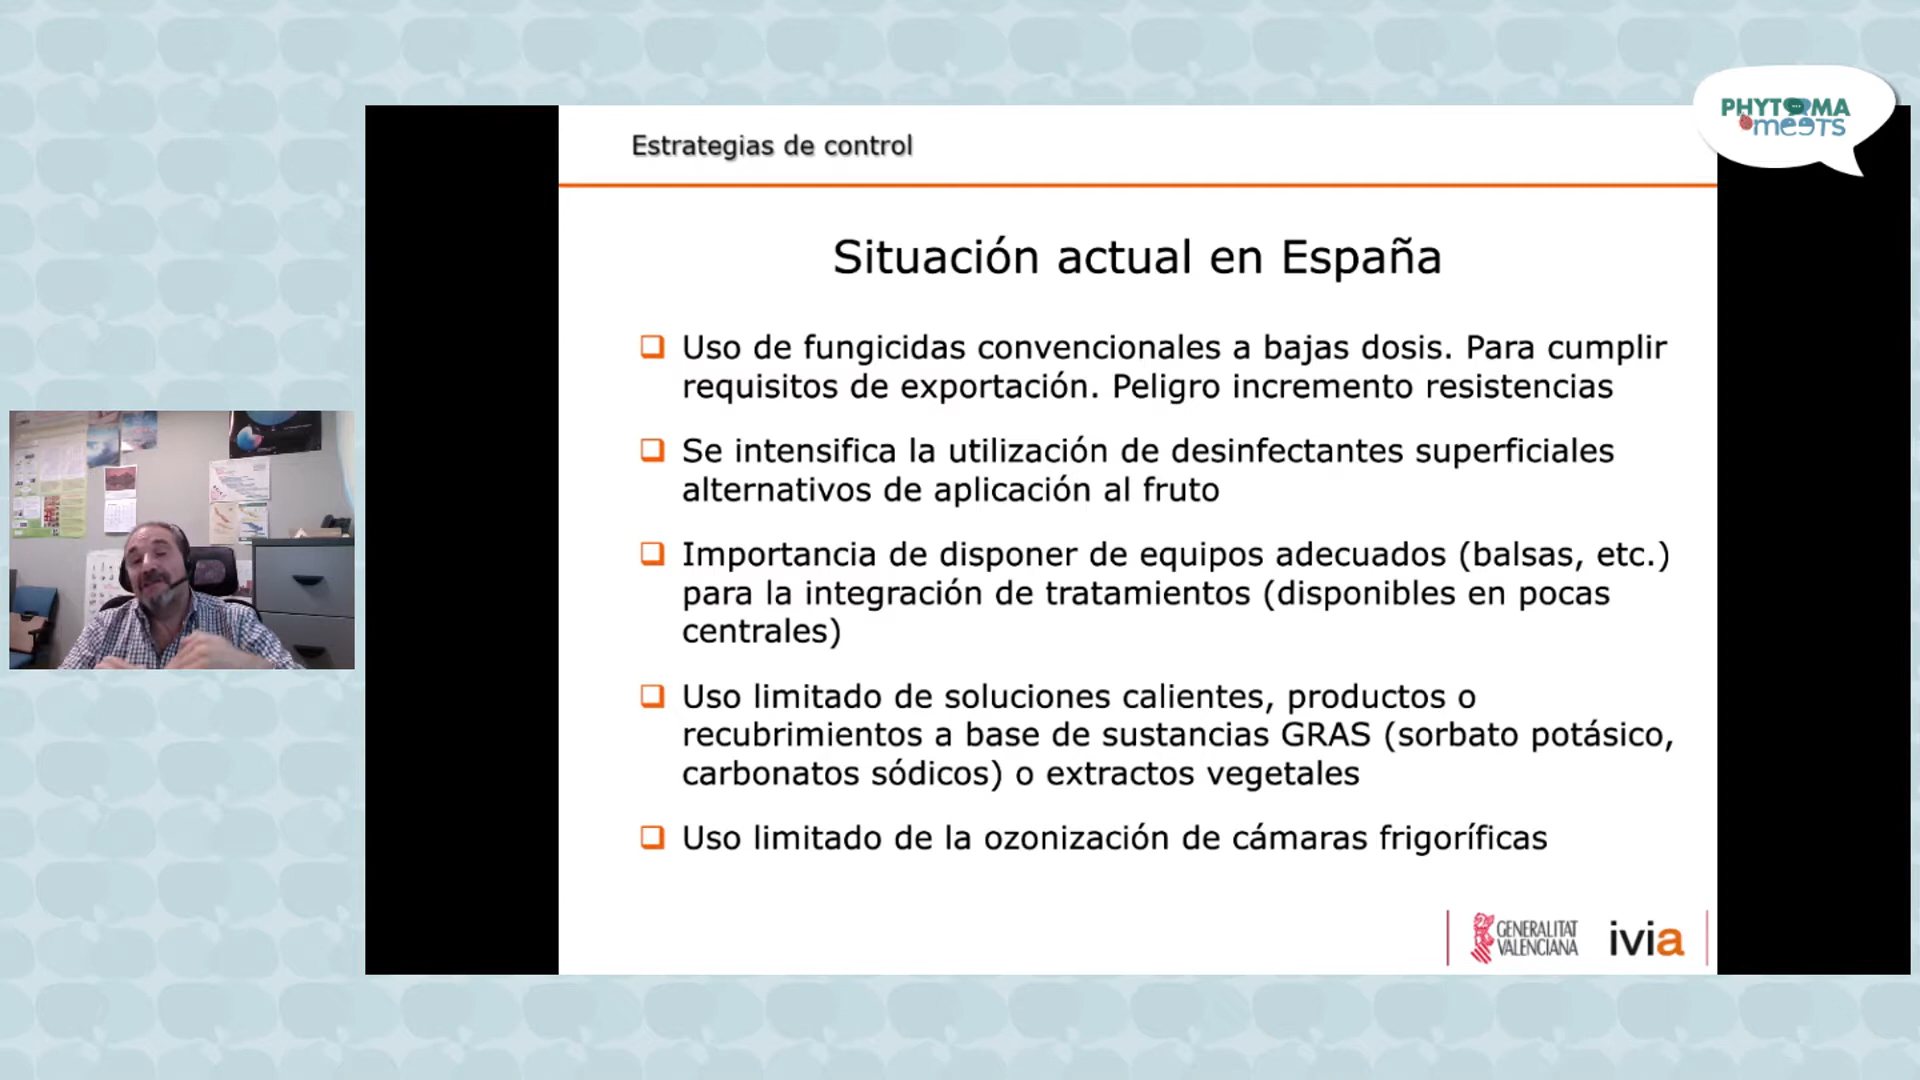 PHYTOMA
meets
Estrategias de control
Situación actual en España
Uso de fungicidas convencionales a bajas dosis. Para cumplir
requisitos de exportación. Peligro incremento resistencias
Se intensifica la utilización de desinfectantes superficiales
alternativos de aplicación al fruto
Importancia de disponer de equipos adecuados (balsas, etc.)
para la integración de tratamientos (disponibles en pocas
centrales)
Uso limitado de soluciones calientes, productos o
recubrimientos a base de sustancias GRAS (sorbato potásico,
carbonatos sódicos) o extractos vegetales
Uso limitado de la ozonización de cámaras frigoríficas
GENERALITAT
VALENCIANA
ivia